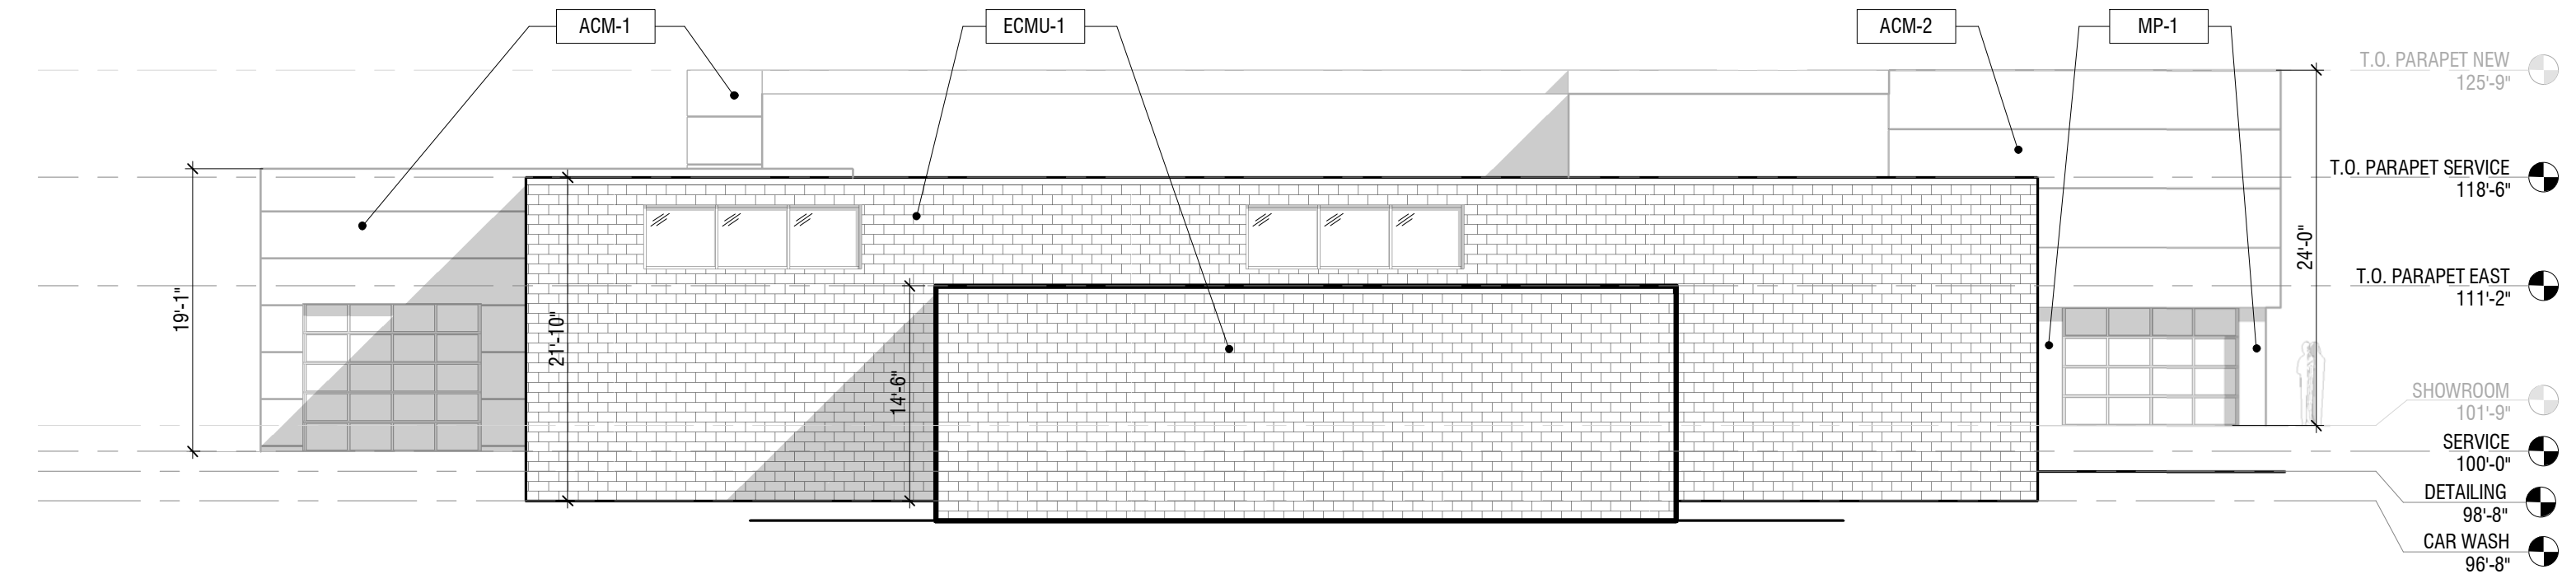 ACM-1
ECMU-1
ACM-2
MP-1
T.O. PARAPET NEW
125'-9"
T.O. PARAPET SERVICE
118'-6"
24'-0"
T.O. PARAPET EAST
111'-2"
19'-1"
21'-10"
14'-6"
SHOWROOM
101'-9"
SERVICE
100'-0"
DETAILING
98'-8"
CAR WASH
96'-8"